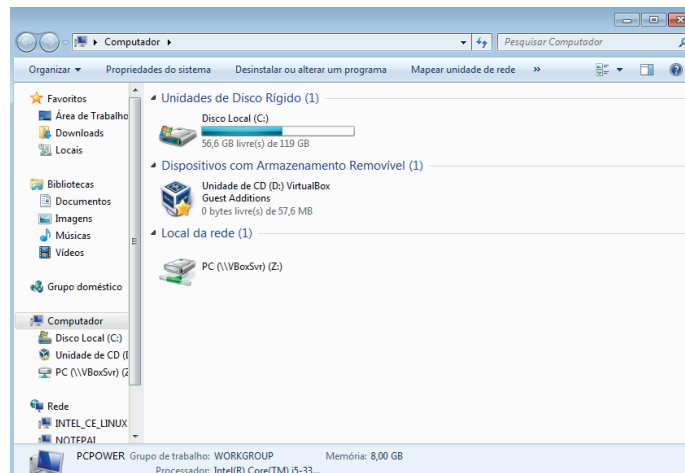 Computador
Pesquisar Computador
Organizar Propriedades do sistema Desinstalar ou alterar um programa Mapear unidade de rede »
Favoritos
Área de Trabalho
Downloads
Locais
Bibliotecas
Documentos
Imagens
Músicas
Vídeos
Grupo doméstico
Computador
Disco Local (C:)
Unidade de CD (D
PC (\\VBoxSvr) (Z
Rede
INTEL_CE_LINUX
NOTEPAI
Unidades de Disco Rígido (1)
Disco Local (C:)
56,6 GB livre(s) de 119 GB
Dispositivos com Armazenamento Removível (1)
Unidade de CD (D:) VirtualBox
Guest Additions
0 bytes livre(s) de 57,6 MB
Local da rede (1)
PC (\\VBoxSvr) (Z:)
PCPOWER Grupo de trabalho: WORKGROUP Memória: 8,00 GB
Processador: Intel(R) Core(TM) i5-33...